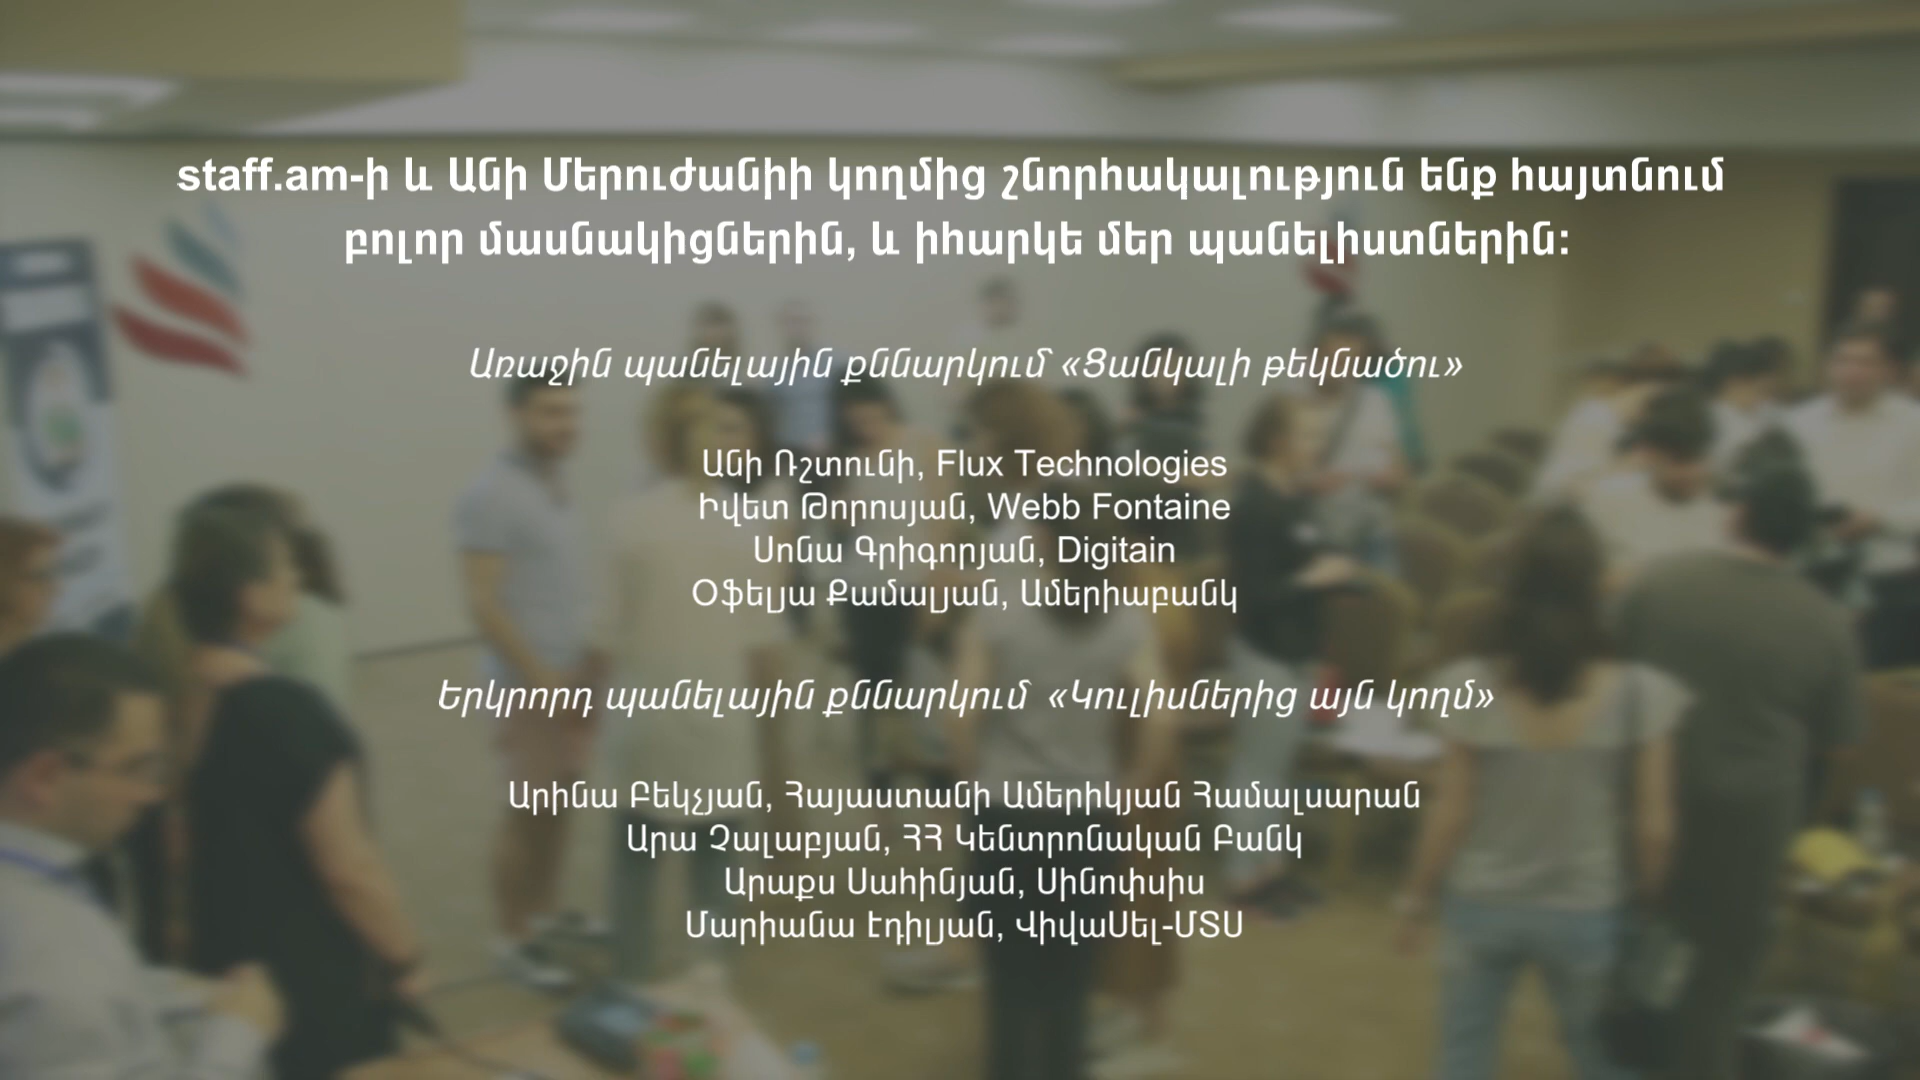 staff.am-ի և Անի Մերուժանիի կողմից շնորհակալություն ենք հայտնում
բոլոր մասնակիցներին, և իհարկե մեր պանելիստներին:
Առաջին պանելային քննարկում՝ «Ցանկալի թեկնածու»
Անի Ռշտունի, Flux Technologies
Իվետ Թորոսյան, Webb Fontaine
Սոնա Գրիգորյան, Digitain
Օֆելյա Քամալյան, Ամերիաբանկ
Երկրորդ պանելային քննարկում՝ «Կուլիսներից այն կողմ»
Արինա Բեկչյան, Հայաստանի Ամերիկյան Համալսարան
Արա Չալաբյան, ՀՀ Կենտրոնական Բանկ
Արաքս Սահինյան, Սինոփսիս
Մարիանա Էդիլյան, ՎիվաՍել-ՄՏՍ